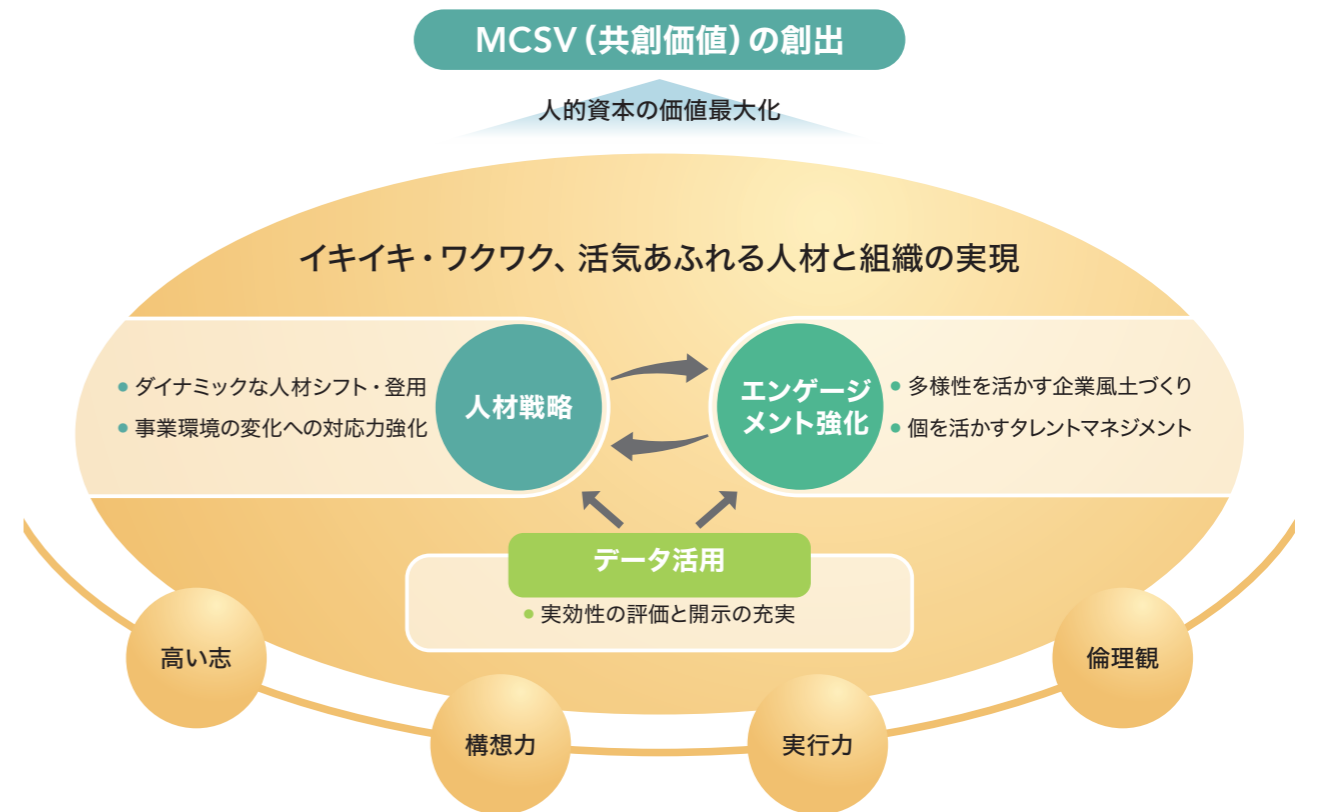 MCSV（共創価値）の創出
人的資本の価値最大化
イキイキ・ワクワク、活気あふれる人材と組織の実現
• ダイナミックな人材シフト・登用
• 事業環境の変化への対応力強化
人材戦略
エンゲージ
メント強化
• 多様性を活かす企業風土づくり
• 個を活かすタレントマネジメント
データ活用
• 実効性の評価と開示の充実
高い志
構想力
実行力
倫理観